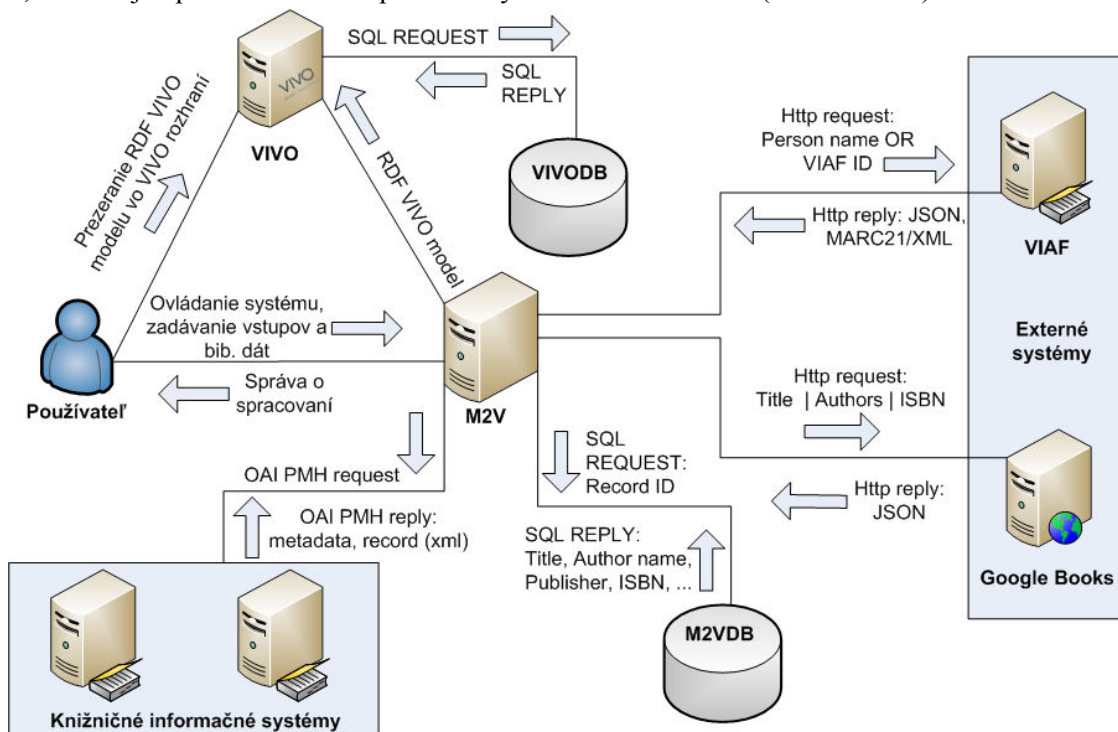 SQL REQUEST
SQL
REPLY
VIVO
VIVO
Prezeranie RDF VIVO
modelu vo VIVO rozhraní
RDF VIVO model
VIVODB
Http request:
Person name OR
VIAF ID
Http reply: JSON,
MARC21/XML
VIAF
Externé
systémy
Ovládanie systému,
zadávanie vstupov a
bib. dát
Správa o
spracovaní
Používateľ
M2V
Http request:
Title | Authors | ISBN
Http reply:
JSON
Google Books
OAI PMH request
OAI PMH reply:
metadata, record (xml)
SQL
REQUEST:
Record ID
SQL REPLY:
Title, Author name,
Publisher, ISBN, ...
M2VDB
Knižničné informačné systémy